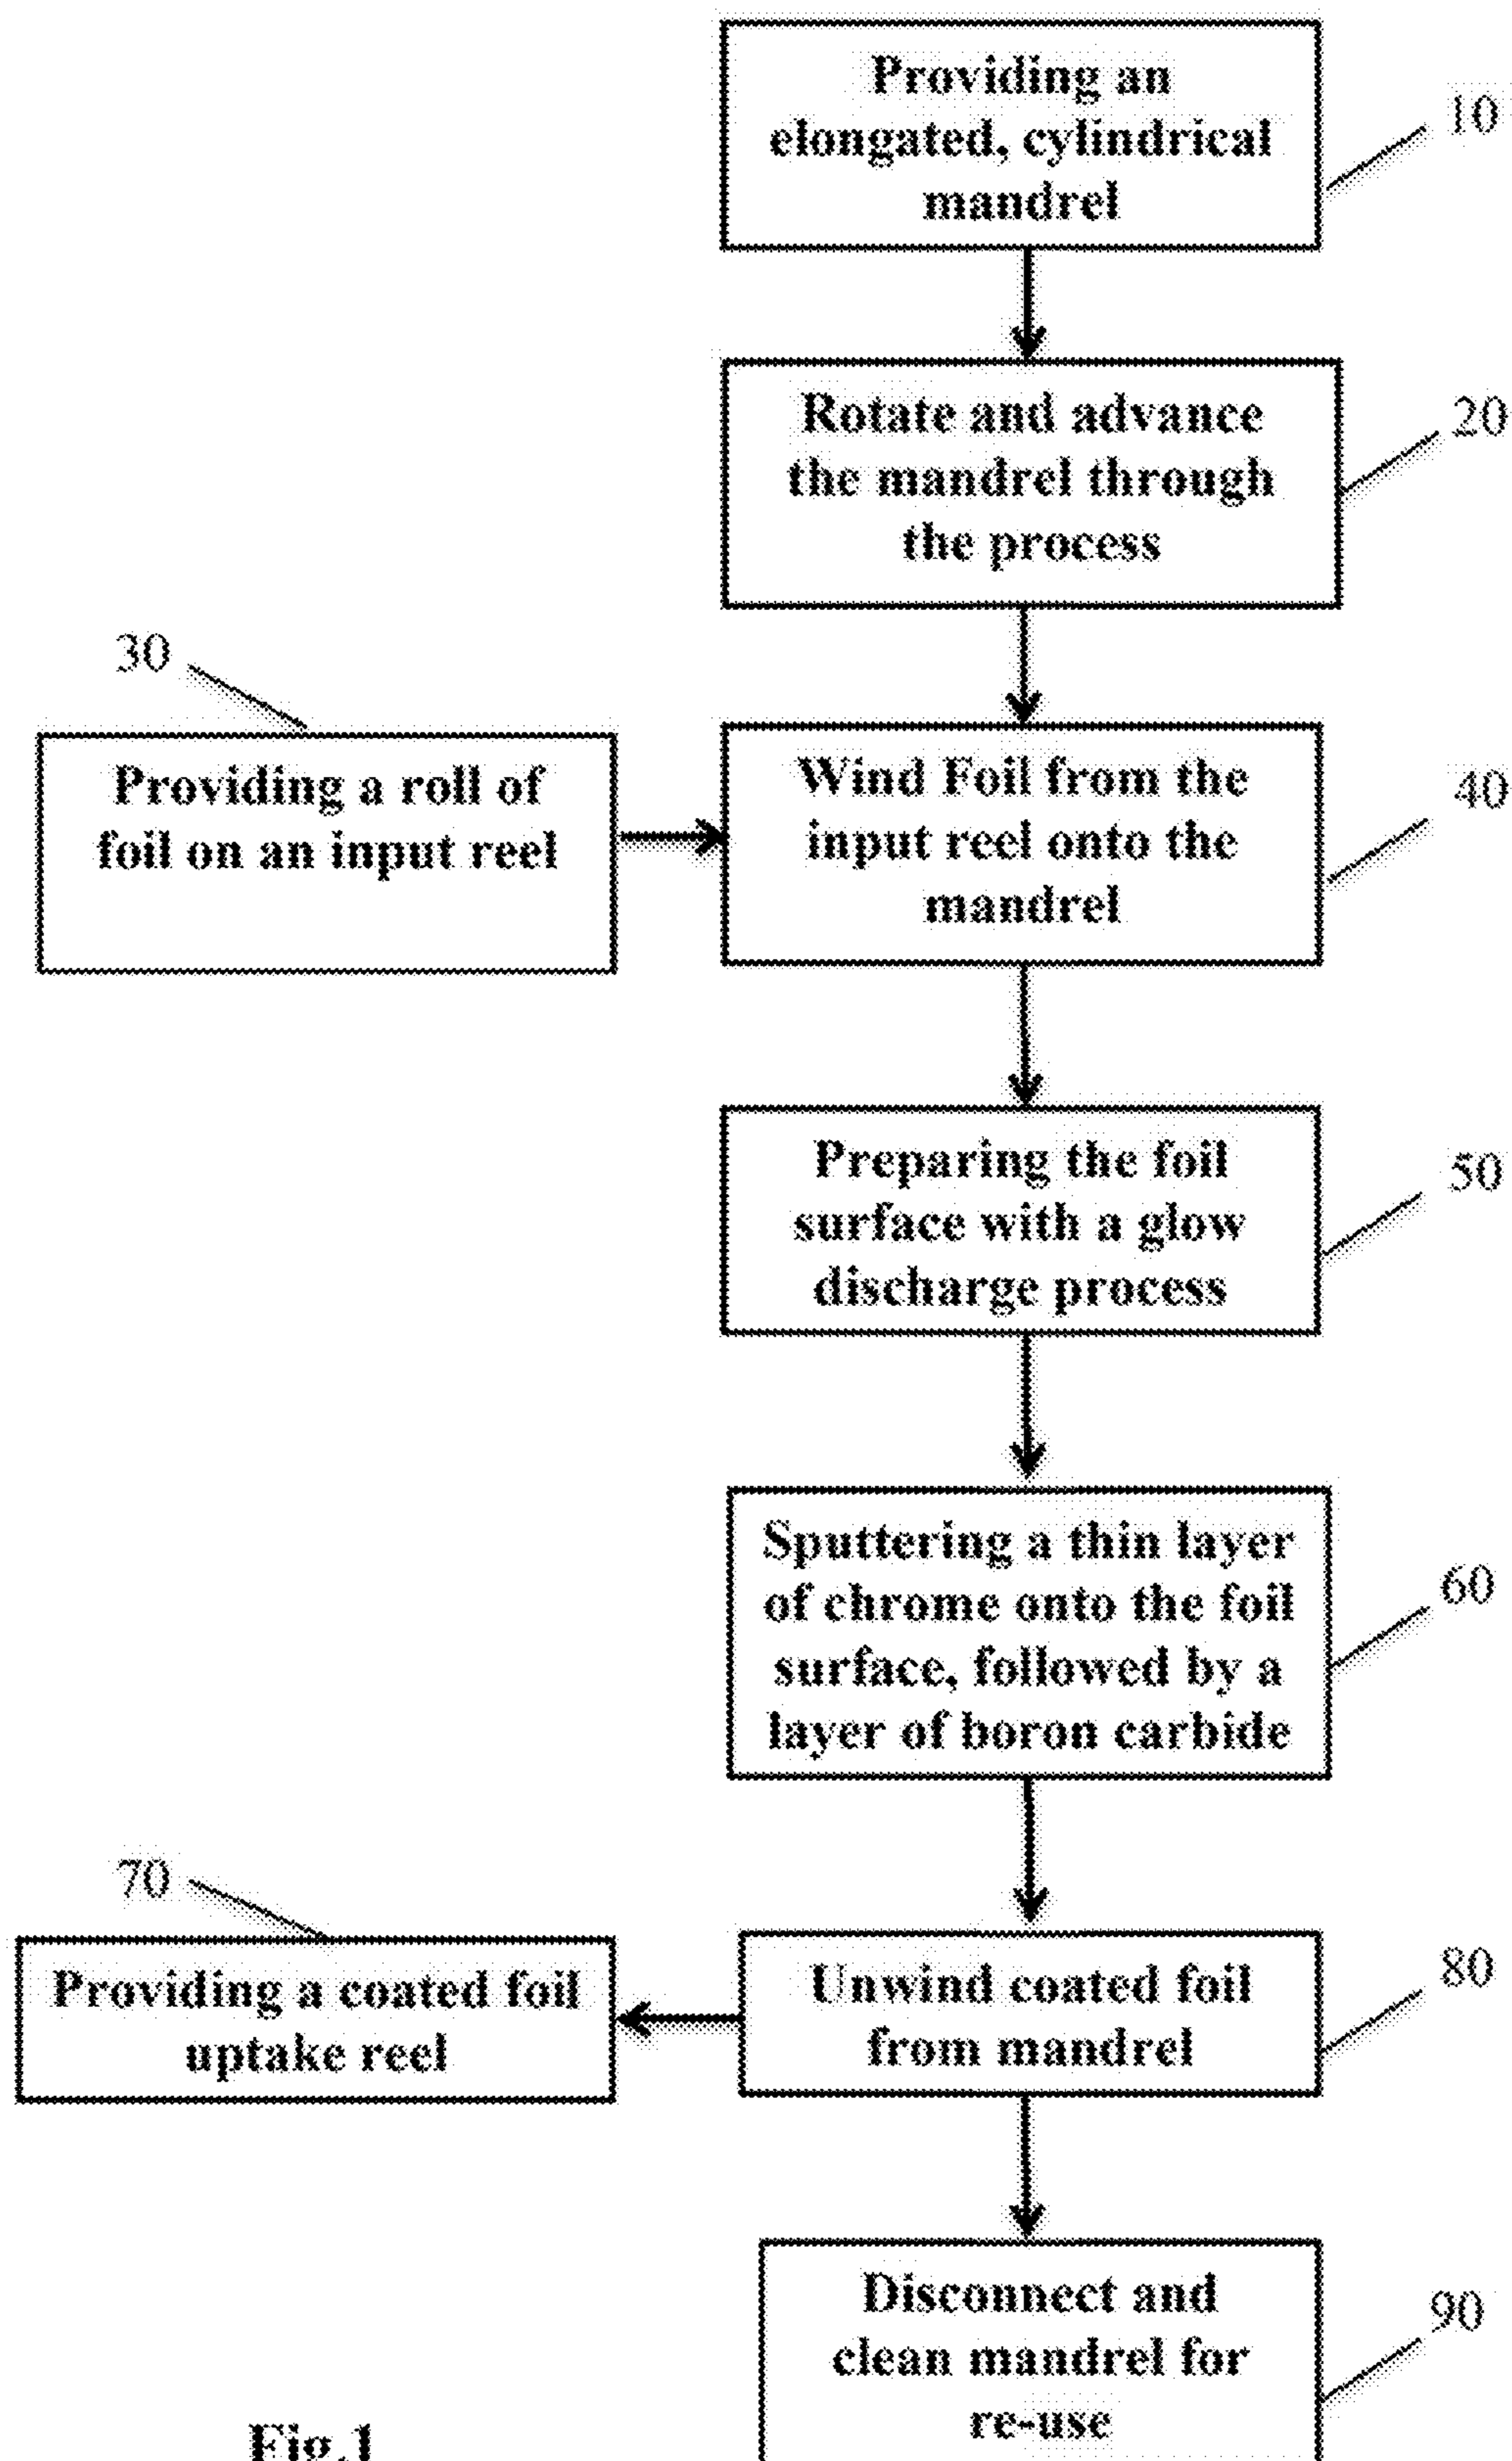 Providing an
elongated, cylindrical
mandrel
10
Rotate and advance
the mandrel through
the process
20
30
Providing a roll of
foil on an input reel
Wind Foil from the
input reel onto the
mandrel
40
Preparing the foil
surface with a glow
discharge process
50
Sputtering a thin layer
of chrome onto the foil
surface, followed by a
layer of boron carbide
60
70
Providing a coated foil
uptake reel
Unwind coated foil
from mandrel
80
Disconnect and
clean mandrel for
re-use
90
Fig.1